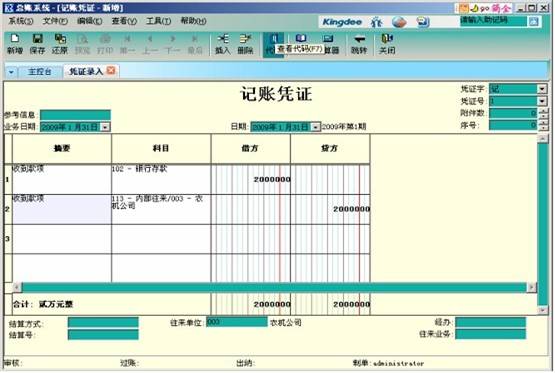 总账系统 - [记账凭证 - 新增]
系统(S) 文件(F) 编辑(E) 查看(V) 工具(T) 帮助(H) Kingdee 请输入助记码
新增 保存 还原 预览 打印 第一 上一 下一 最后 插入 删除 代 查看代码(F7) 算器 跳转 关闭
主控台 凭证录入
记账凭证
凭证字: 记
凭证号: 1
附件数: 0
序号: 0
参考信息:
业务日期: 2009年 1月31日 日期: 2009年 1月31日 2009年第1期
摘要 科目 借方 贷方
1 收到款项 102 - 银行存款 2000000
2 收到款项 113 - 内部往来/003 - 农机公司 2000000
3
合计: 贰万元整 2000000 2000000
结算方式: 往来单位: 003 农机公司 经办:
结算号: 往来业务:
审核: 过账: 出纳: 制单: administrator